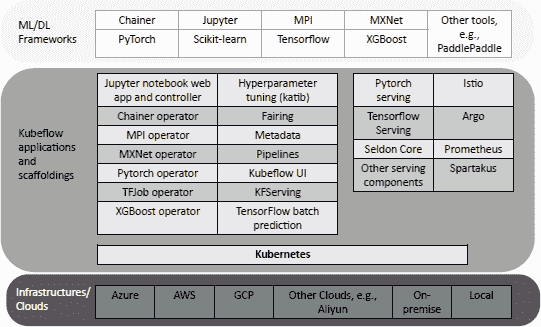 ML/DL
Frameworks
Chainer
Jupyter
MPI
MXNet
Other tools,
e.g.,
PaddlePaddle
PyTorch
Scikit-learn
Tensorflow
XGBoost
Kubeflow
applications
and
scaffoldings
Jupyter notebook web
app and controller
Hyperparameter
tuning (katib)
Chainer operator
Fairing
MPI operator
Metadata
MXNet operator
Pipelines
Pytorch operator
Kubeflow UI
TFJob operator
KFServing
XGBoost operator
TensorFlow batch
prediction
Pytorch
serving
Istio
Tensorflow
Serving
Argo
Seldon Core
Prometheus
Other serving
components
Spartakus
Kubernetes
Infrastructures/
Clouds
Azure
AWS
GCP
Other Clouds, e.g.,
Aliyun
On-
premise
Local